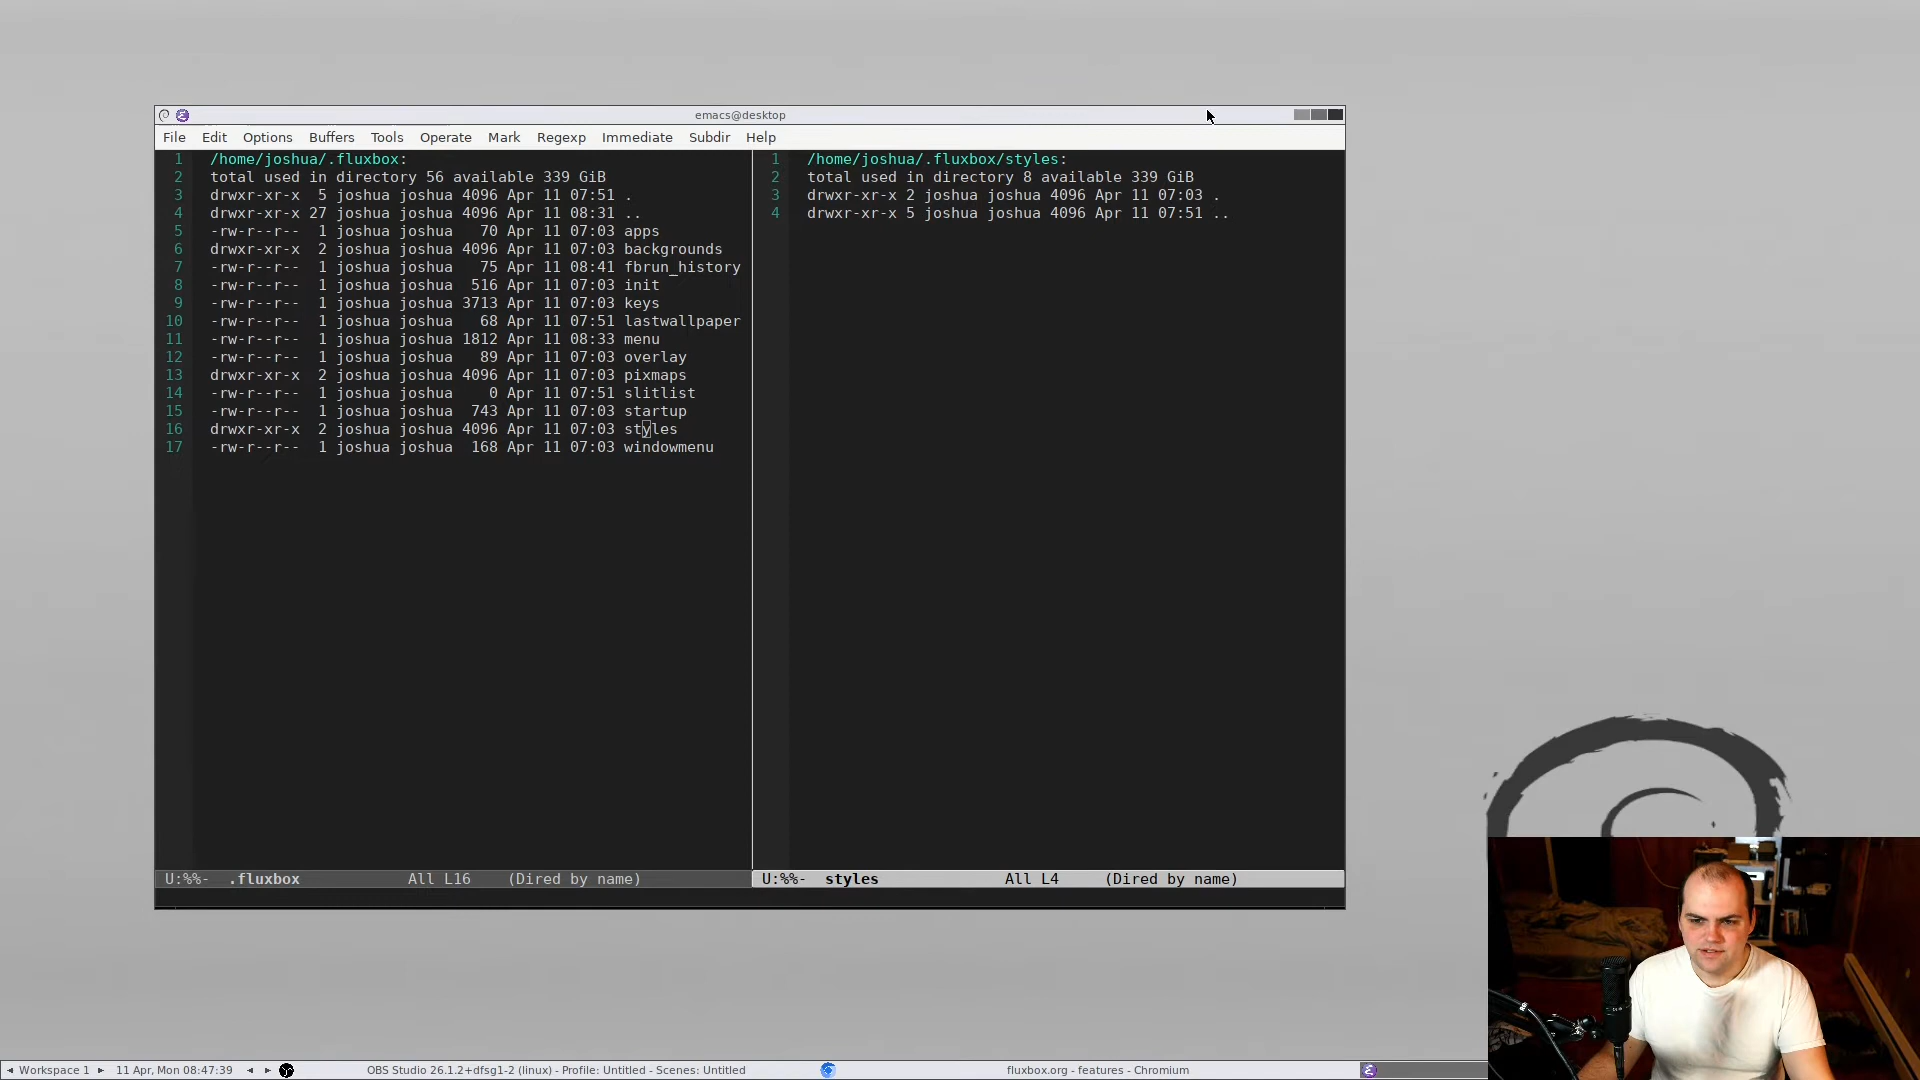 emacs@desktop
File Edit Options Buffers Tools Operate Mark Regexp Immediate Subdir Help
1 /home/joshua/.fluxbox:
2 total used in directory 56 available 339 GiB
3 drwxr-xr-x  5 joshua joshua 4096 Apr 11 07:51 .
4 drwxr-xr-x 27 joshua joshua 4096 Apr 11 08:31 ..
5 -rw-r--r--  1 joshua joshua   70 Apr 11 07:03 apps
6 drwxr-xr-x  2 joshua joshua 4096 Apr 11 07:03 backgrounds
7 -rw-r--r--  1 joshua joshua   75 Apr 11 08:41 fbrun_history
8 -rw-r--r--  1 joshua joshua  516 Apr 11 07:03 init
9 -rw-r--r--  1 joshua joshua 3713 Apr 11 07:03 keys
10 -rw-r--r--  1 joshua joshua   68 Apr 11 07:51 lastwallpaper
11 -rw-r--r--  1 joshua joshua 1812 Apr 11 08:33 menu
12 -rw-r--r--  1 joshua joshua   89 Apr 11 07:03 overlay
13 drwxr-xr-x  2 joshua joshua 4096 Apr 11 07:03 pixmaps
14 -rw-r--r--  1 joshua joshua    0 Apr 11 07:51 slitlist
15 -rw-r--r--  1 joshua joshua  743 Apr 11 07:03 startup
16 drwxr-xr-x  2 joshua joshua 4096 Apr 11 07:03 styles
17 -rw-r--r--  1 joshua joshua  168 Apr 11 07:03 windowmenu
U:%%-  .fluxbox            All L16    (Dired by name)
1 /home/joshua/.fluxbox/styles:
2 total used in directory 8 available 339 GiB
3 drwxr-xr-x 2 joshua joshua 4096 Apr 11 07:03 .
4 drwxr-xr-x 5 joshua joshua 4096 Apr 11 07:51 ..
U:%%-  styles              All L4     (Dired by name)
Workspace 1 11 Apr, Mon 08:47:39 OBS Studio 26.1.2+dfsg1-2 (linux) - Profile: Untitled - Scenes: Untitled fluxbox.org - features - Chromium